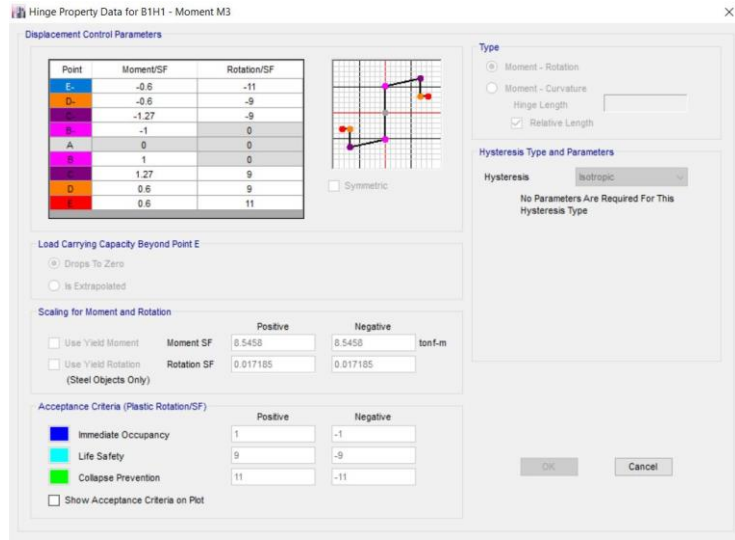 Hinge Property Data for B1H1 - Moment M3
Displacement Control Parameters
Point Moment/SF Rotation/SF
E- -0.6 -11
D- -0.6 -9
C- -1.27 -9
B- -1 0
A 0 0
B 1 0
C 1.27 9
D 0.6 9
E 0.6 11
Symmetric
Load Carrying Capacity Beyond Point E
Drops To Zero
Is Extrapolated
Scaling for Moment and Rotation
Positive Negative
Use Yield Moment Moment SF 8.5458 8.5458 tonf-m
Use Yield Rotation Rotation SF 0.017185 0.017185
(Steel Objects Only)
Acceptance Criteria (Plastic Rotation/SF)
Positive Negative
Immediate Occupancy 1 -1
Life Safety 9 -9
Collapse Prevention 11 -11
Show Acceptance Criteria on Plot
Type
Moment - Rotation
Moment - Curvature
Hinge Length
Relative Length
Hysteresis Type and Parameters
Hysteresis Isotropic
No Parameters Are Required For This
Hysteresis Type
OK Cancel